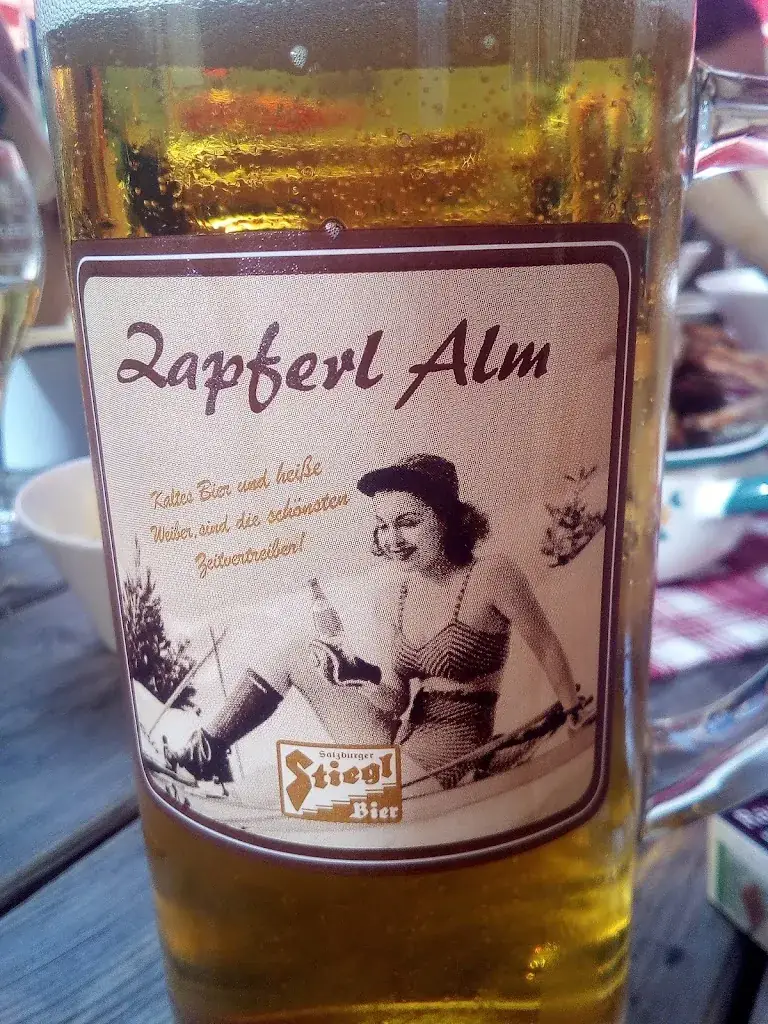 Zapferl Alm
Kaltes Bier und heiße
Weiber, sind die schönsten
Zeitvertreiber!
Salzburger
Stiegl
Bier